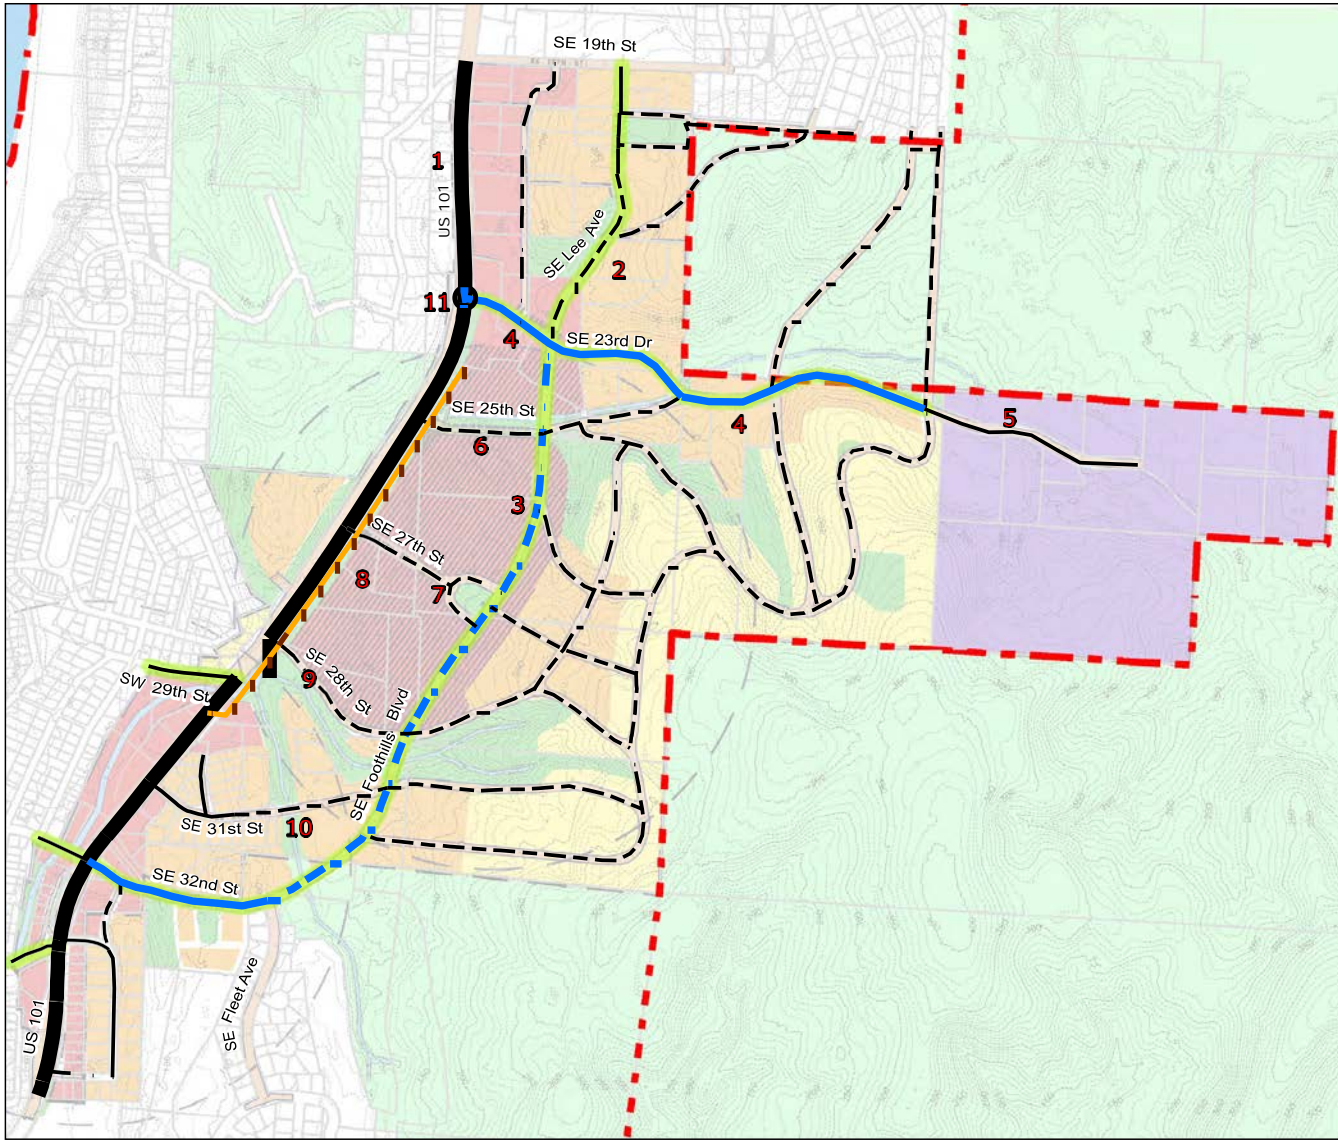 SE 19th St
1
US 101
SE Lee Ave
2
11
4
SE 23rd Dr
SE 25th St
6
4
5
3
SE 27th St
8
7
SE 28th St
9
SW 29th St
SE Foothills Blvd
SE 31st St
10
SE 32nd St
SE Fleet Ave
US 101